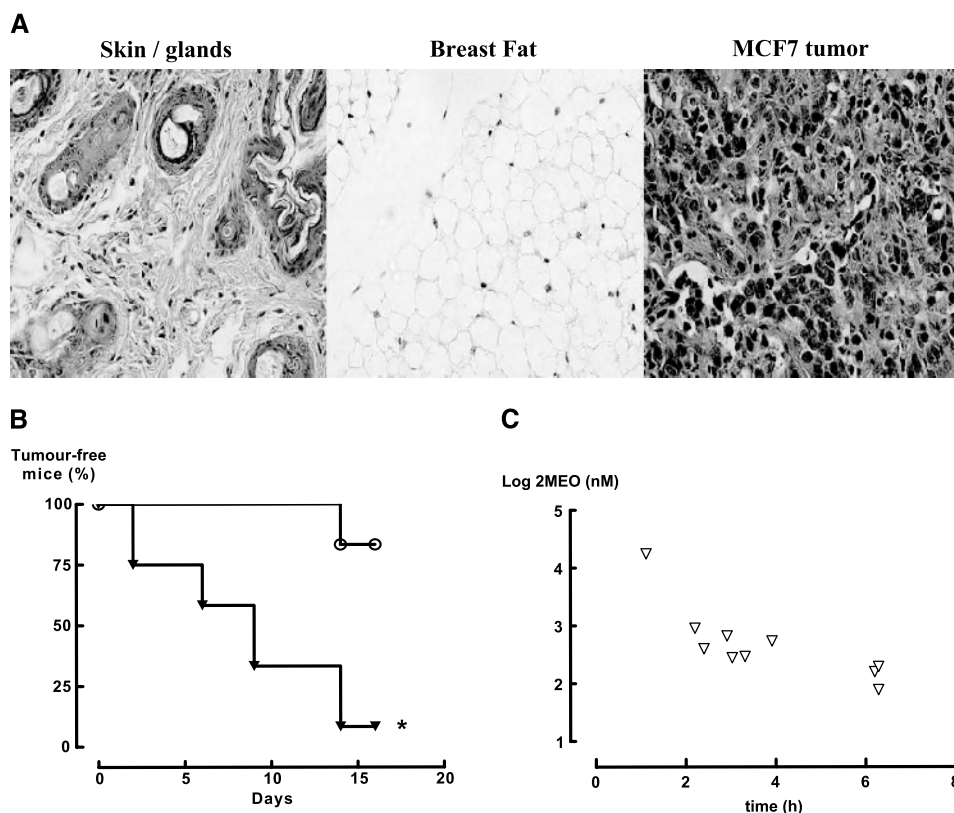 A
Skin / glands
Breast Fat
MCF7 tumor
B
Tumour-free
mice (%)
100
75
50
25
0
*
0
5
10
15
20
Days
C
Log 2MEO (nM)
5
4
3
2
1
0
2
4
6
8
time (h)